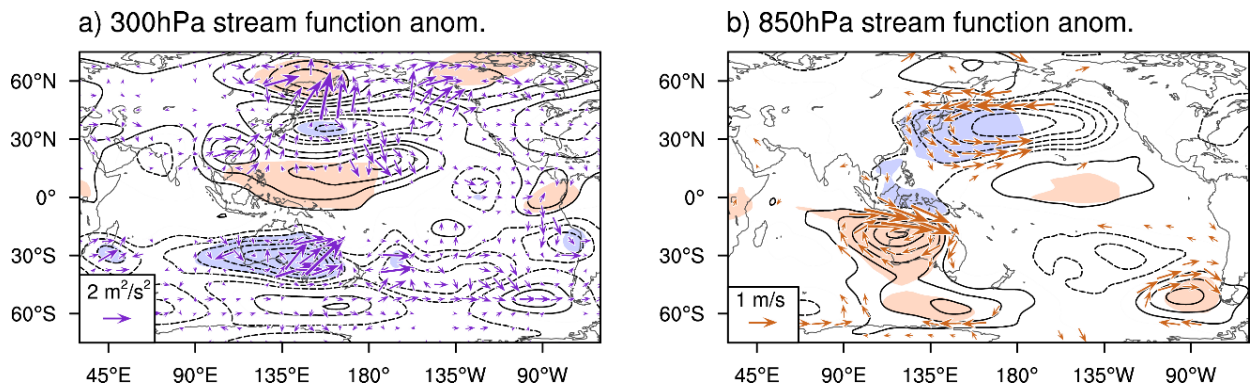 a) 300hPa stream function anom.
b) 850hPa stream function anom.
60°N
30°N
0°
30°S
60°S
2 m²/s²
45°E 90°E 135°E 180° 135°W 90°W
60°N
30°N
0°
30°S
60°S
1 m/s
45°E 90°E 135°E 180° 135°W 90°W